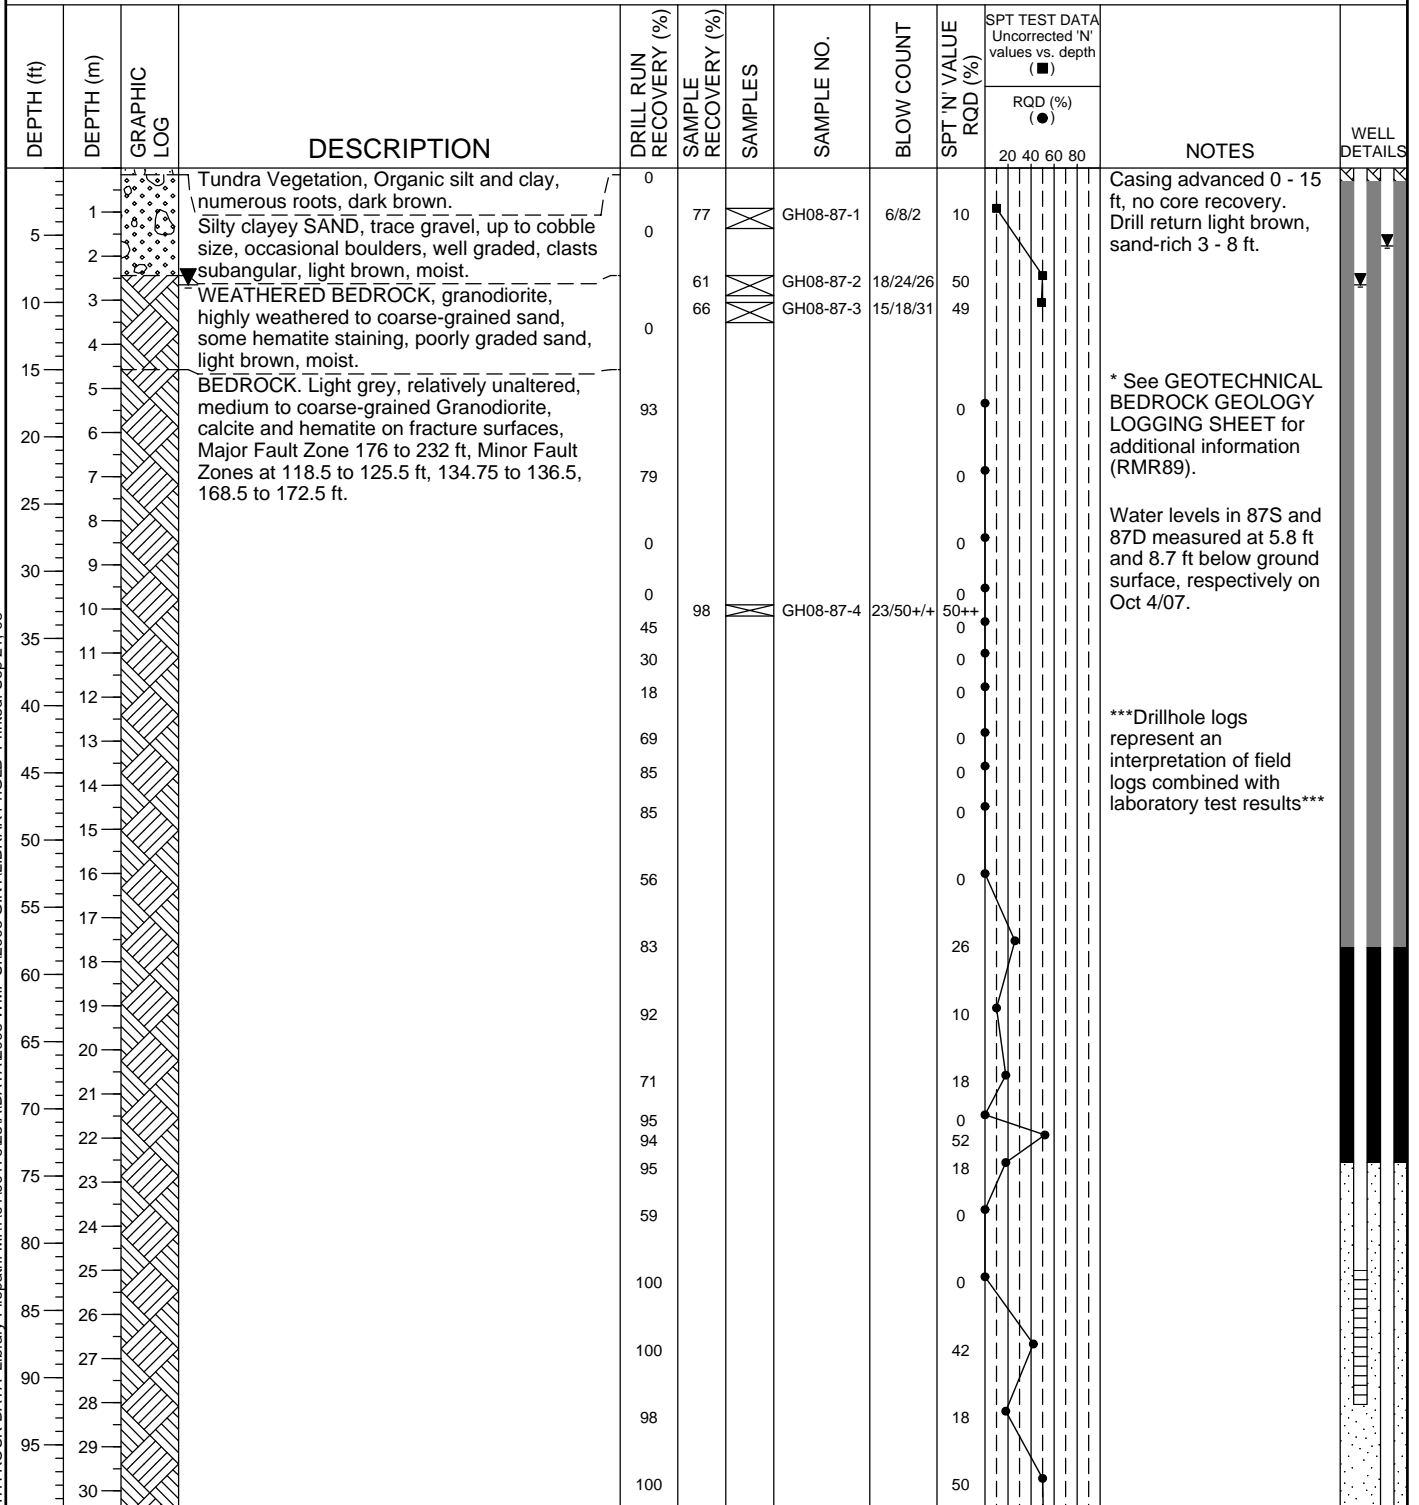 DEPTH (ft)
DEPTH (m)
GRAPHIC LOG
DESCRIPTION
DRILL RUN RECOVERY (%)
SAMPLE RECOVERY (%)
SAMPLES
SAMPLE NO.
BLOW COUNT
SPT 'N' VALUE RQD (%)
SPT TEST DATA
Uncorrected 'N'
values vs. depth
( ■ )
RQD (%)
( ● )
20 40 60 80
NOTES
WELL
DETAILS
Tundra Vegetation, Organic silt and clay,
numerous roots, dark brown.
Silty clayey SAND, trace gravel, up to cobble
size, occasional boulders, well graded, clasts
subangular, light brown, moist.
WEATHERED BEDROCK, granodiorite,
highly weathered to coarse-grained sand,
some hematite staining, poorly graded sand,
light brown, moist.
BEDROCK. Light grey, relatively unaltered,
medium to coarse-grained Granodiorite,
calcite and hematite on fracture surfaces,
Major Fault Zone 176 to 232 ft, Minor Fault
Zones at 118.5 to 125.5 ft, 134.75 to 136.5,
168.5 to 172.5 ft.
Casing advanced 0 - 15
ft, no core recovery.
Drill return light brown,
sand-rich 3 - 8 ft.
* See GEOTECHNICAL
BEDROCK GEOLOGY
LOGGING SHEET for
additional information
(RMR89).
Water levels in 87S and
87D measured at 5.8 ft
and 8.7 ft below ground
surface, respectively on
Oct 4/07.
***Drillhole logs
represent an
interpretation of field
logs combined with
laboratory test results***
0
77 GH08-87-1 6/8/2 10
0
61 GH08-87-2 18/24/26 50
66 GH08-87-3 15/18/31 49
0
93 0
79 0
0 0
0 0
98 GH08-87-4 23/50+/+ 50++
45 0
30 0
18 0
69 0
85 0
85 0
56 0
83 26
92 10
71 18
95 0
94 52
95 18
59 0
100 0
100 42
98 18
100 50
5
10
15
20
25
30
35
40
45
50
55
60
65
70
75
80
85
90
95
1
2
3
4
5
6
7
8
9
10
11
12
13
14
15
16
17
18
19
20
21
22
23
24
25
26
27
28
29
30